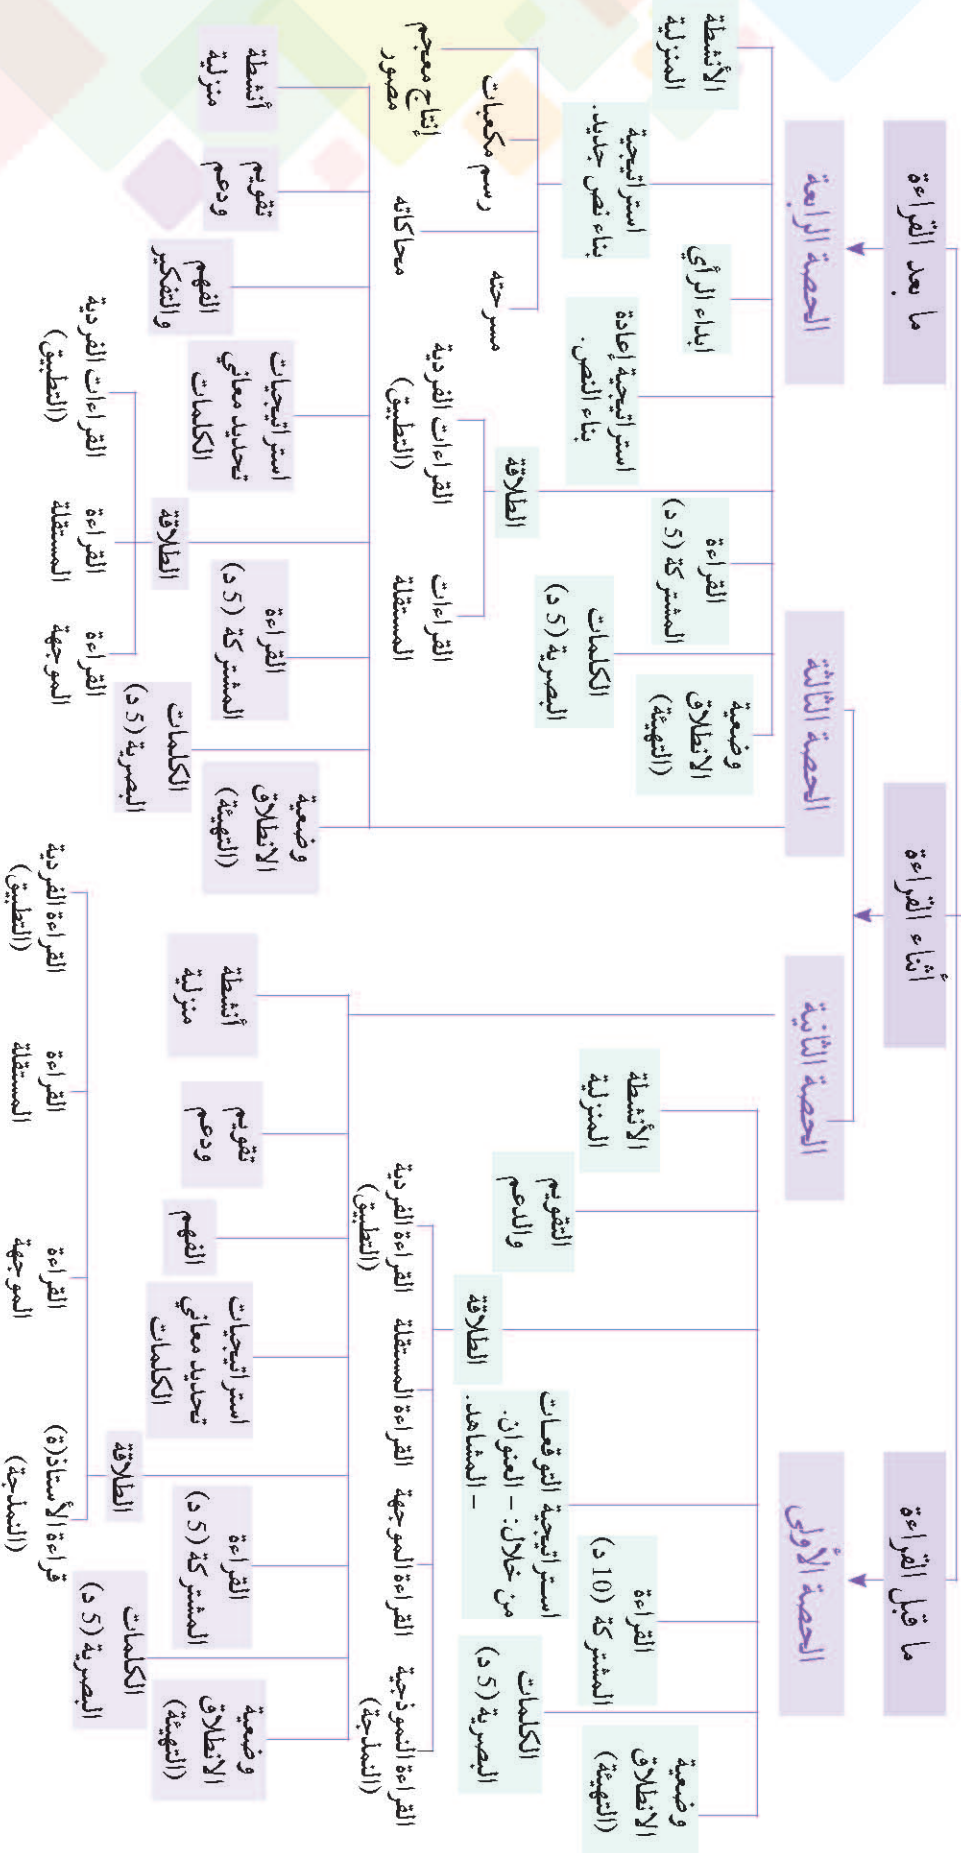 ما قبل القراءة
الحصة الأولى
وضعية
الانطلاق
(التهيئة)
الكلمات
البصرية (5 د)
القراءة
المشتركة (10 د)
استراتيجية التوقعات
من خلال: – العنوان.
– المشاهد.
الطلاقة
القراءة النموذجية
(النمذجة)
القراءة الموجهة
القراءة المستقلة
القراءة الفردية
(التطبيق)
التقويم
والدعم
الأنشطة
المنزلية
أثناء القراءة
الحصة الثانية
وضعية
الانطلاق
(التهيئة)
الكلمات
البصرية (5 د)
القراءة
المشتركة (5 د)
الطلاقة
قراءة الأستاذ(ة)
(النمذجة)
القراءة
الموجهة
القراءة
المستقلة
القراءة الفردية
(التطبيق)
استراتيجيات
تحديد معاني
الكلمات
الفهم
تقويم
ودعم
أنشطة
منزلية
الحصة الثالثة
وضعية
الانطلاق
(التهيئة)
الكلمات
البصرية (5 د)
القراءة
المشتركة (5 د)
الطلاقة
القراءة
الموجهة
القراءة
المستقلة
القراءات الفردية
(التطبيق)
استراتيجيات
تحديد معاني
الكلمات
الفهم
والتفكير
تقويم
ودعم
أنشطة
منزلية
ما بعد القراءة
الحصة الرابعة
وضعية
الانطلاق
(التهيئة)
الكلمات
البصرية (5 د)
القراءة
المشتركة (5 د)
الطلاقة
القراءات
المستقلة
القراءات الفردية
(التطبيق)
استراتيجية إعادة
بناء النص.
ابداء الرأي
استراتيجية
بناء نص جديد.
مسرحته
محاكاته
رسم مكعبات
إنتاج معجم
مصور
الأنشطة
المنزلية